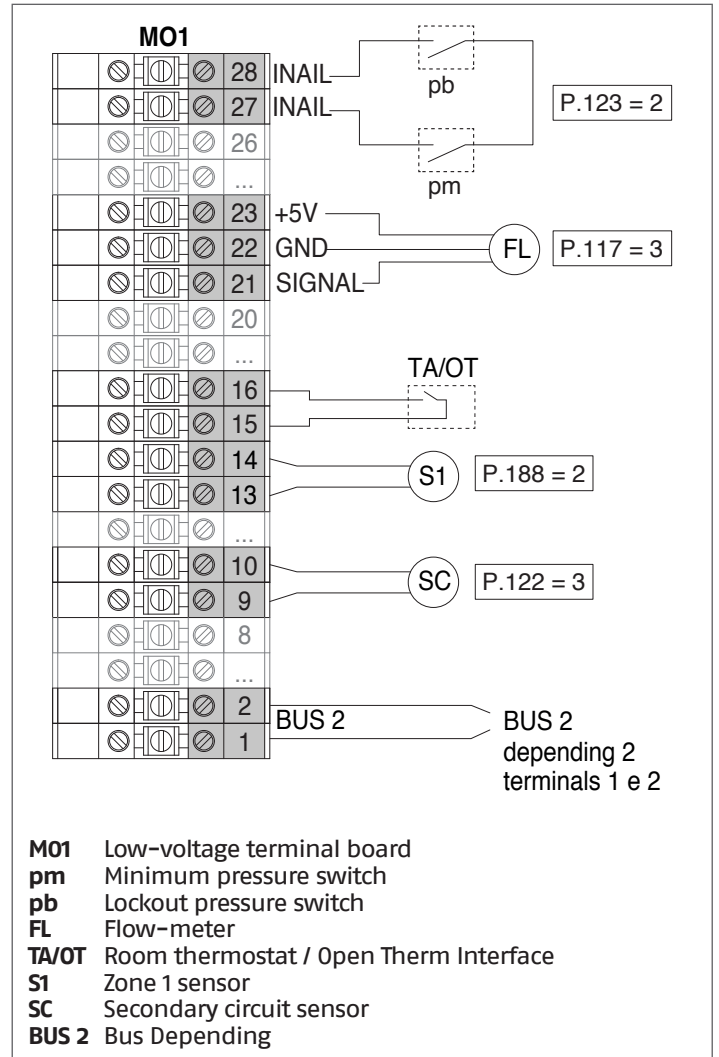 MO1
28 INAIL
pb
27 INAIL
P.123 = 2
26
pm
...
23 +5V
22 GND
FL
P.117 = 3
21 SIGNAL
20
...
TA/OT
16
15
14
S1
P.188 = 2
13
...
10
SC
P.122 = 3
9
8
...
2
BUS 2
BUS 2
1
depending 2
terminals 1 e 2
M01 Low-voltage terminal board
pm Minimum pressure switch
pb Lockout pressure switch
FL Flow-meter
TA/OT Room thermostat / Open Therm Interface
S1 Zone 1 sensor
SC Secondary circuit sensor
BUS 2 Bus Depending